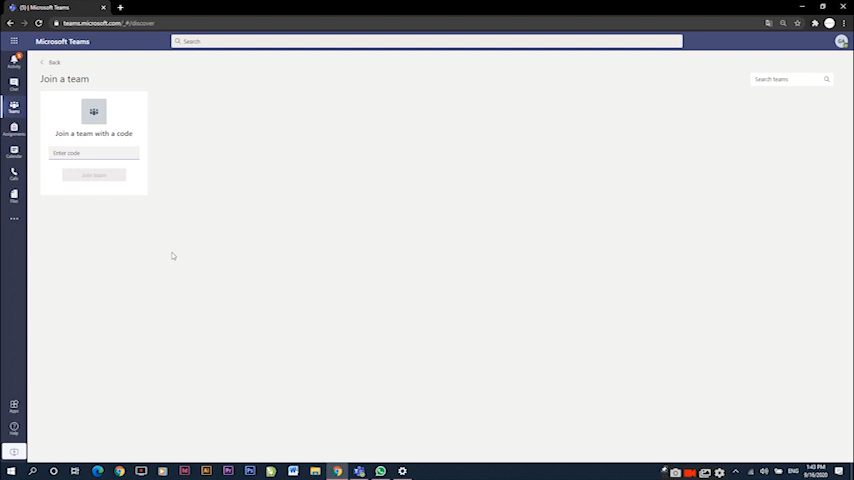 (5) | Microsoft Teams
teams.microsoft.com/_#/discover
Microsoft Teams
Search
Activity
Chat
Teams
Assignments
Calendar
Calls
Files
Apps
Help
Back
Join a team
Search teams
Join a team with a code
Enter code
Join team
ENG
1:43 PM
9/16/2020